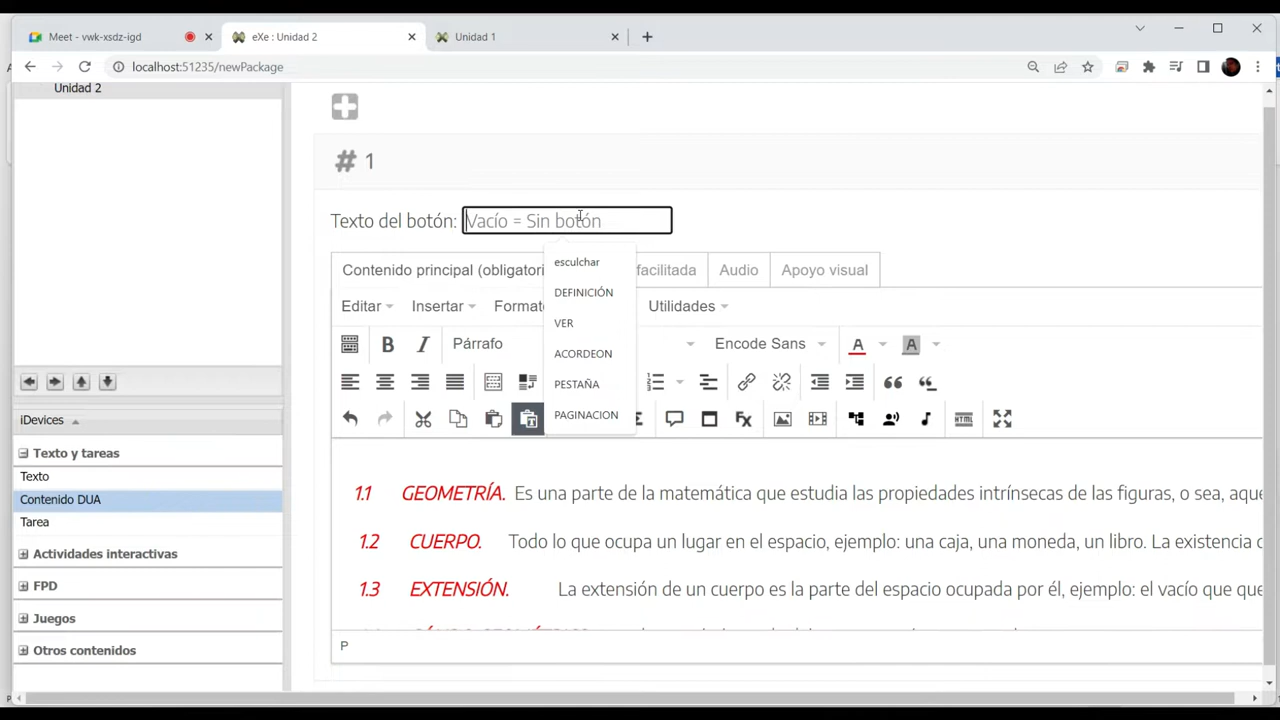 Meet - vwk-xsdz-igd
eXe : Unidad 2
Unidad 1
localhost:51235/newPackage
Unidad 2
# 1
Texto del botón: Vacío = Sin botón
esculchar
DEFINICIÓN
VER
ACORDEON
PESTAÑA
PAGINACION
Contenido principal (obligatori
facilitada
Audio
Apoyo visual
Editar
Insertar
Format
Utilidades
B I Párrafo
Encode Sans
A A
HTML
1.1 GEOMETRÍA. Es una parte de la matemática que estudia las propiedades intrínsecas de las figuras, o sea, aque
1.2 CUERPO. Todo lo que ocupa un lugar en el espacio, ejemplo: una caja, una moneda, un libro. La existencia
1.3 EXTENSIÓN. La extensión de un cuerpo es la parte del espacio ocupada por él, ejemplo: el vacío que que
P
iDevices
Texto y tareas
Texto
Contenido DUA
Tarea
Actividades interactivas
FPD
Juegos
Otros contenidos